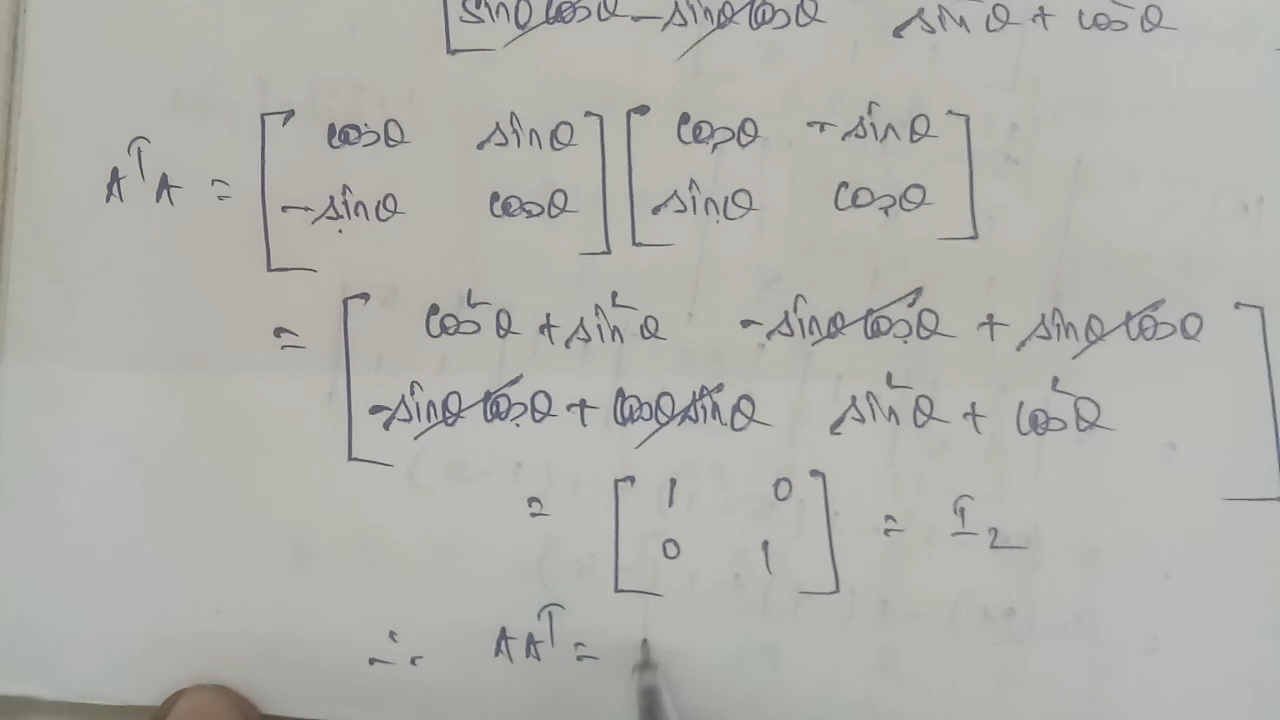 sinθ cosθ - sinθ cosθ sin²θ + cos²θ
AᵀA = [ cosθ sinθ ] [ cosθ - sinθ ]
[ -sinθ cosθ ] [ sinθ cosθ ]
= [ cos²θ + sin²θ -sinθ cosθ + sinθ cosθ ]
[ -sinθ cosθ + cosθ sinθ sin²θ + cos²θ ]
= [ 1 0 ] = I₂
[ 0 1 ]
∴ AAᵀ =